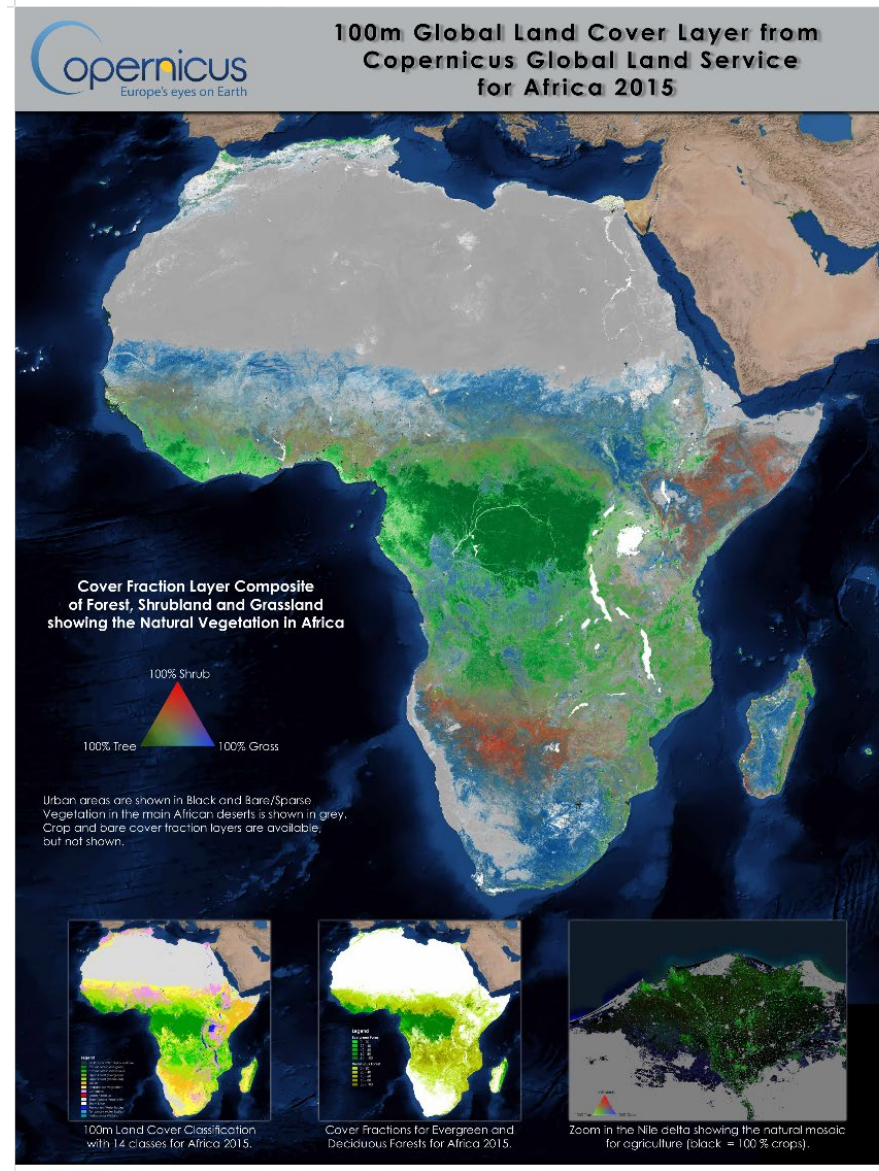 Copernicus
Europe's eyes on Earth
100m Global Land Cover Layer from
Copernicus Global Land Service
for Africa 2015
Cover Fraction Layer Composite
of Forest, Shrubland and Grassland
showing the Natural Vegetation in Africa
100% Shrub
100% Tree
100% Grass
Urban areas are shown in Black and Bare/Sparse
Vegetation in the main African deserts is shown in grey.
Crop and bare cover fraction layers are available,
but not shown.
Legend
Legend
100m Land Cover Classification
with 14 classes for Africa 2015.
Cover Fractions for Evergreen and
Deciduous Forests for Africa 2015.
Zoom in the Nile delta showing the natural mosaic
for agriculture (black = 100 % crops).